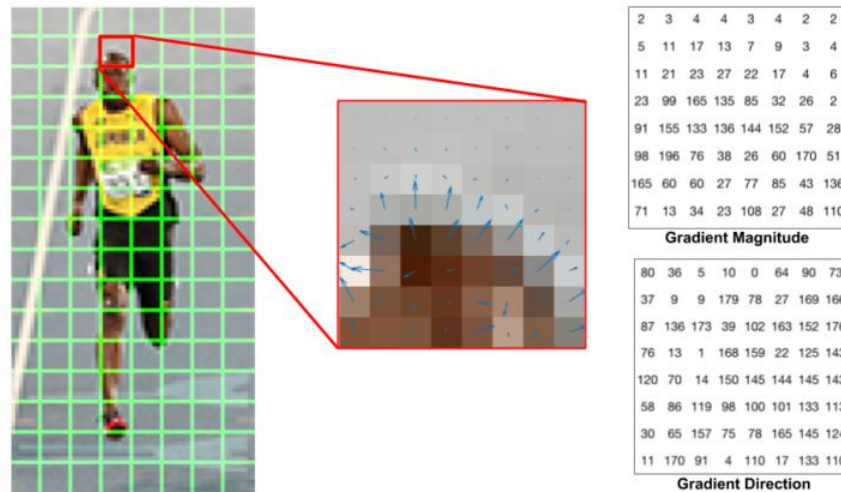 2 3 4 4 3 4 2 2
5 11 17 13 7 9 3 4
11 21 23 27 22 17 4 6
23 99 165 135 85 32 26 2
91 155 133 136 144 152 57 28
98 196 76 38 26 60 170 51
165 60 60 27 77 85 43 136
71 13 34 23 108 27 48 110
Gradient Magnitude
80 36 5 10 0 64 90 73
37 9 9 179 78 27 169 166
87 136 173 39 102 163 152 176
76 13 1 168 159 22 125 143
120 70 14 150 145 144 145 143
58 86 119 98 100 101 133 113
30 65 157 75 78 165 145 124
11 170 91 4 110 17 133 110
Gradient Direction